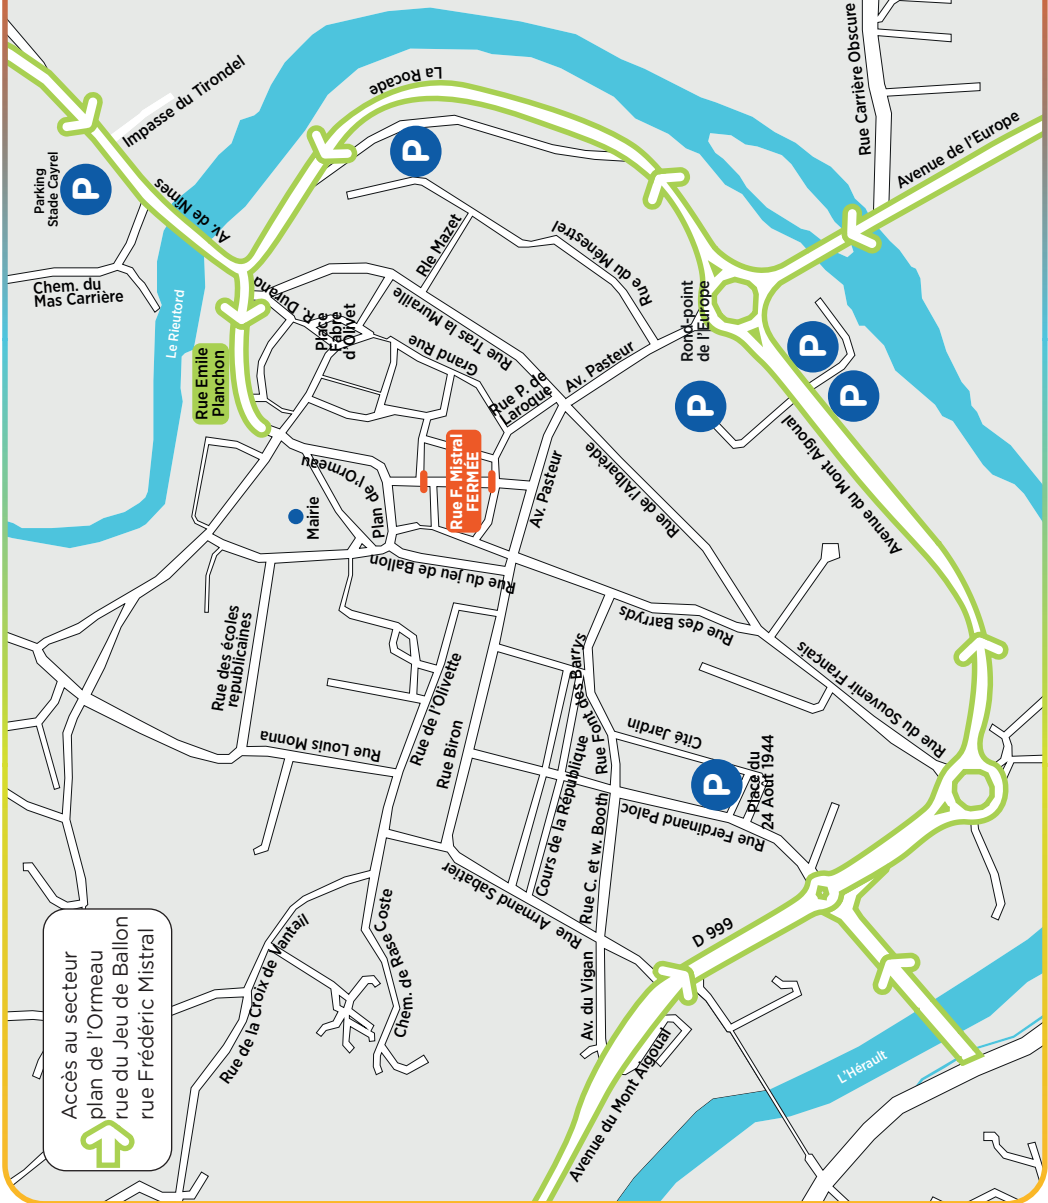 Impasse du Tirondel
Parking
Stade Cayrel
P
Av. de Nîmes
Chem. du
Mas Carrière
Le Rieutord
La Rocade
P
Rue Carrière Obscure
Avenue de l'Europe
Rle Mazet
Rue du Ménestrel
R. Durand
Place
Fabre
d'Olivet
Rue Tras la Muraille
Grand Rue
Rue Emile
Planchon
Rond-point
de l'Europe
Rue P. de
Laroque
Av. Pasteur
P
P
P
Avenue du Mont Aigoual
Plan de l'Ormeau
Rue F. Mistral
FERMÉE
Mairie
Av. Pasteur
Rue de l'Albarède
Rue du jeu de Ballon
Rue des écoles
republicaines
Rue des Barryds
Rue du Souvenir Français
Rue de l'Olivette
Rue Biron
Rue Louis Monna
Rue Font des Barrys
Cours de la République
Cité Jardin
P
Place du
24 Août 1944
Rue Ferdinand Paloc
Rue C. et w. Booth
Rue Armand Sabatier
Av. du Vigan
D 999
Chem. de Rase Coste
Rue de la Croix de Vantail
Avenue du Mont Aigoual
L'Hérault
Accès au secteur
plan de l'Ormeau
rue du Jeu de Ballon
rue Frédéric Mistral